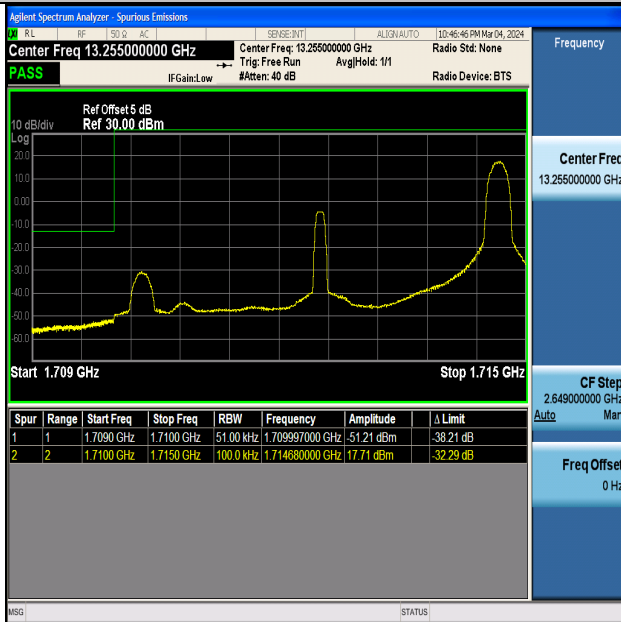 Agilent Spectrum Analyzer - Spurious Emissions
RL RF 50 Ω AC SENSE:INT ALIGN AUTO 10:46:46 PM Mar 04, 2024
Center Freq 13.255000000 GHz Center Freq: 13.255000000 GHz Radio Std: None Frequency
Trig: Free Run Avg|Hold: 1/1
PASS IFGain:Low #Atten: 40 dB Radio Device: BTS
Ref Offset 5 dB
10 dB/div Ref 30.00 dBm
Log
20.0
10.0
0.00
-10.0
-20.0
-30.0
-40.0
-50.0
-60.0
Start 1.709 GHz Stop 1.715 GHz
Center Freq
13.255000000 GHz
CF Step
2.649000000 GHz
Auto Man
Freq Offset
0 Hz
Spur Range Start Freq Stop Freq RBW Frequency Amplitude Δ Limit
1 1 1.7090 GHz 1.7100 GHz 51.00 kHz 1.709997000 GHz -51.21 dBm -38.21 dB
2 2 1.7100 GHz 1.7150 GHz 100.0 kHz 1.714680000 GHz 17.71 dBm -32.29 dB
MSG STATUS